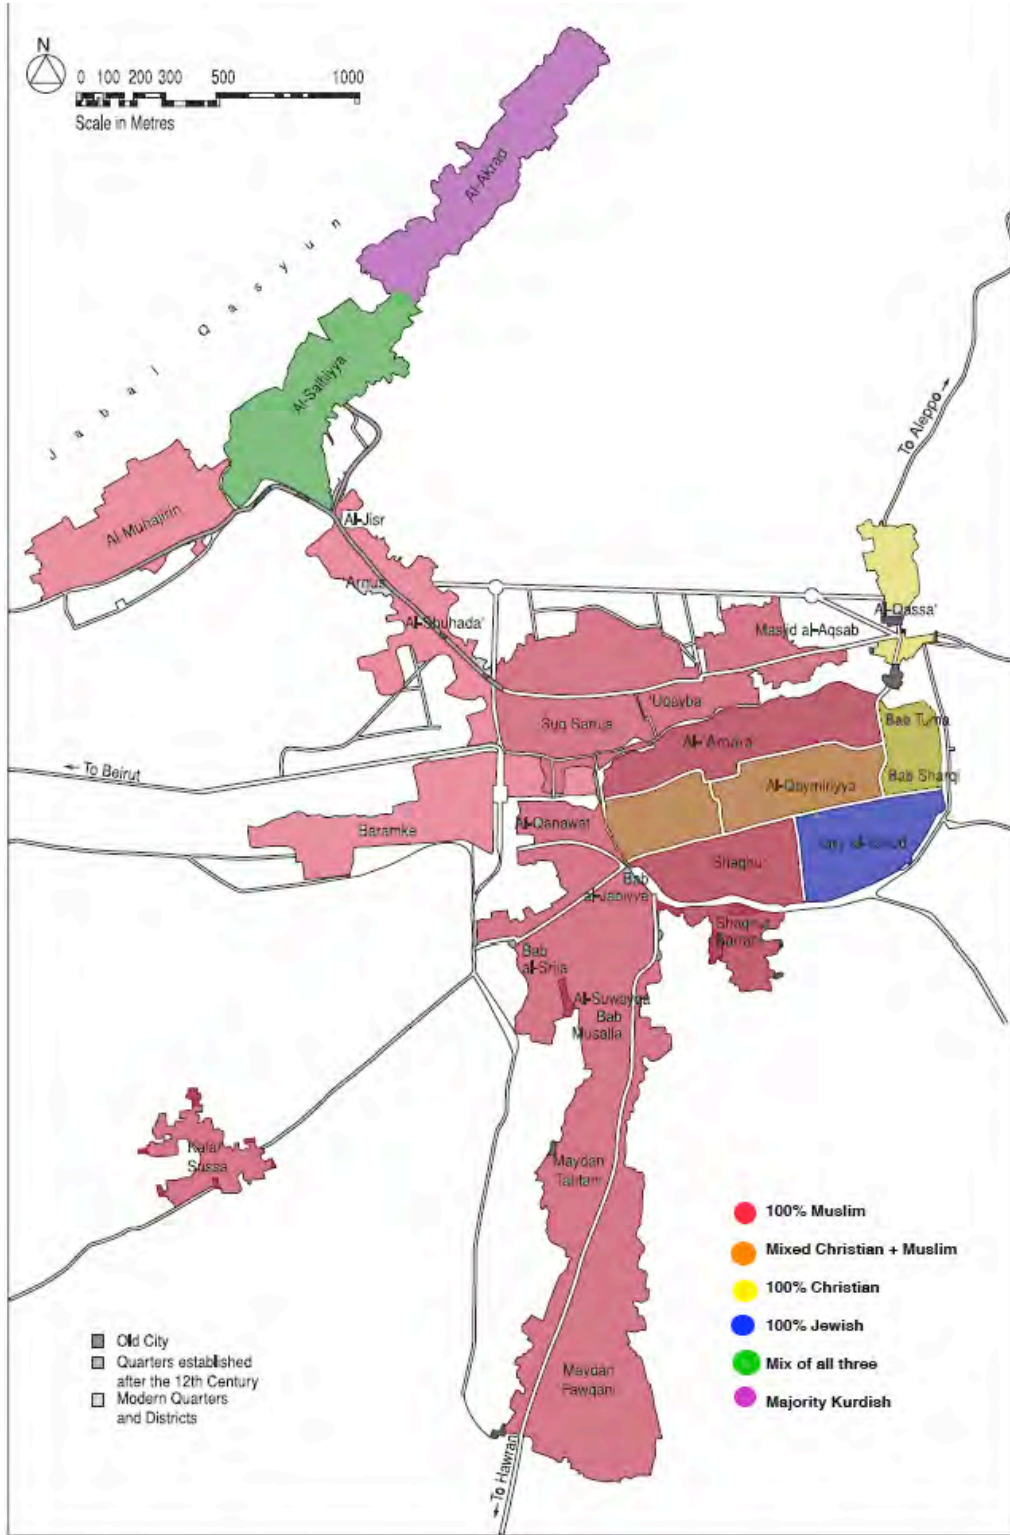 N
0 100 200 300 500 1000
Scale in Metres
Al-Akrad
Jabal Qasyun
Al-Salhiyya
To Aleppo
Al-Muhajirin
Al-Jisr
'Arnus
Al-Shuhada'
Al-Qassa'
Masjid al-Aqsab
'Uqayba
Suq Saruja
Al-'Amara
Bab Tuma
To Beirut
Bab Sharqi
Al-Qaymiriyya
Al-Qanawat
Baramke
Shaghur
Bab
al-Jabiyya
Shaghur
Bab
al-Srija
Al-Suwayqa
Bab
Musalla
Sussa
Maydan
Tahtani
100% Muslim
Mixed Christian + Muslim
100% Christian
100% Jewish
Mix of all three
Majority Kurdish
Old City
Quarters established
after the 12th Century
Modern Quarters
and Districts
Maydan
Fawqani
To Hawran